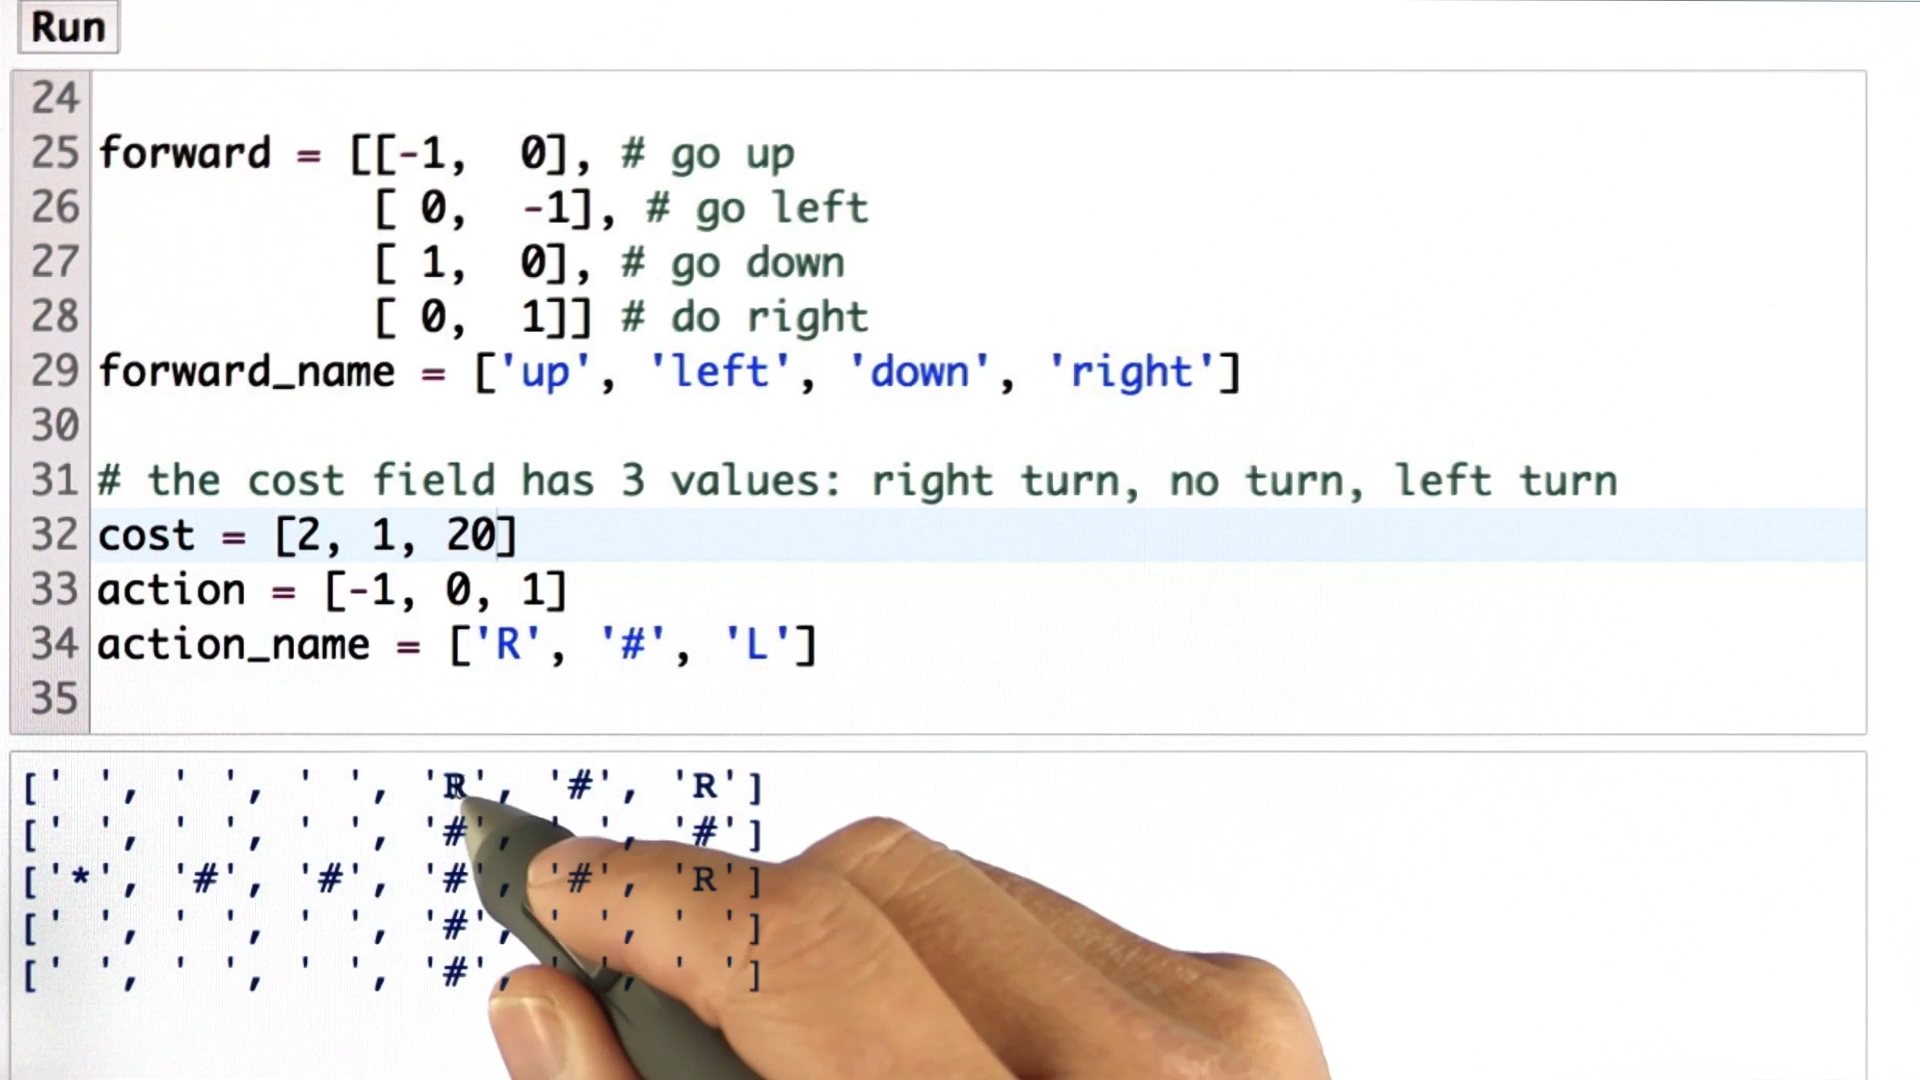 Run
24
25 forward = [[-1,  0], # go up
26            [ 0,  -1], # go left
27            [ 1,  0], # go down
28            [ 0,  1]] # do right
29 forward_name = ['up', 'left', 'down', 'right']
30
31 # the cost field has 3 values: right turn, no turn, left turn
32 cost = [2, 1, 20]
33 action = [-1, 0, 1]
34 action_name = ['R', '#', 'L']
35
[' ', ' ', ' ', 'R', '#', 'R']
[' ', ' ', ' ', '#', ' ', '#']
['*', '#', '#', '#', '#', 'R']
[' ', ' ', ' ', '#', ' ', ' ']
[' ', ' ', ' ', '#', ' ', ' ']